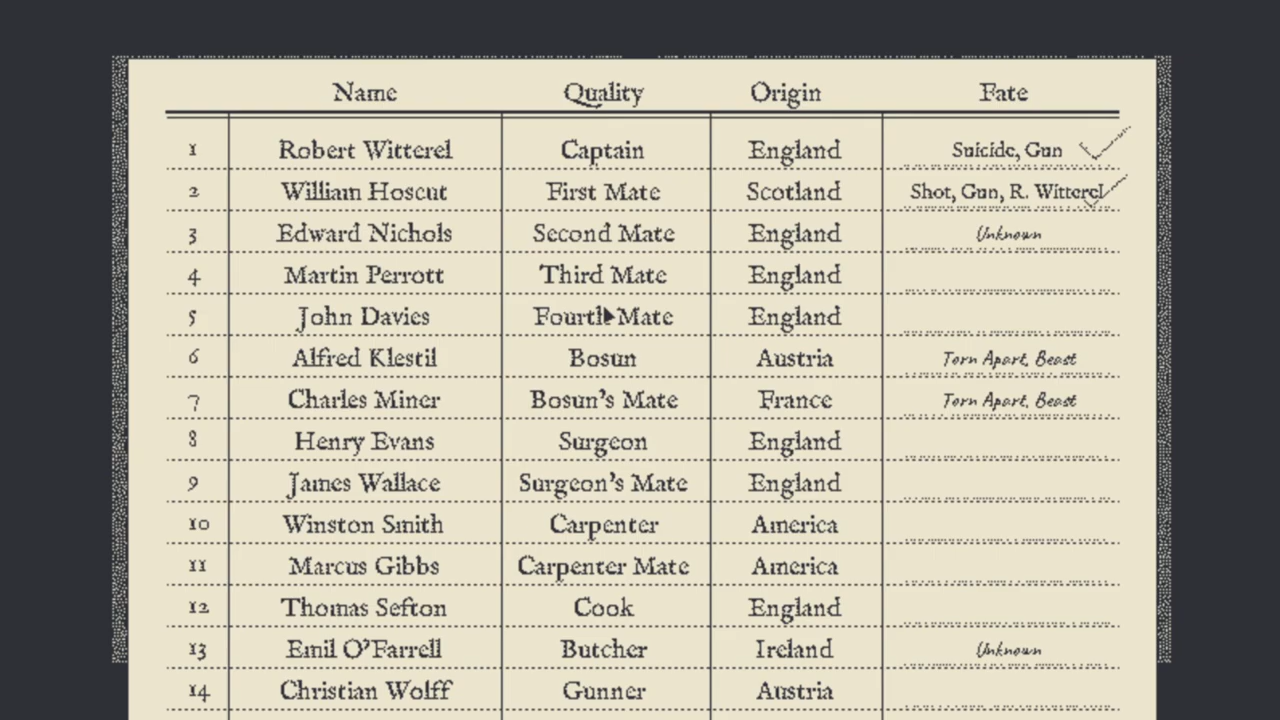 Name Quality Origin Fate
1 Robert Witterel Captain England Suicide, Gun
2 William Hoscut First Mate Scotland Shot, Gun, R. Witterel
3 Edward Nichols Second Mate England Unknown
4 Martin Perrott Third Mate England
5 John Davies Fourth Mate England
6 Alfred Klestil Bosun Austria Torn Apart, Beast
7 Charles Miner Bosun's Mate France Torn Apart, Beast
8 Henry Evans Surgeon England
9 James Wallace Surgeon's Mate England
10 Winston Smith Carpenter America
11 Marcus Gibbs Carpenter Mate America
12 Thomas Sefton Cook England
13 Emil O'Farrell Butcher Ireland Unknown
14 Christian Wolff Gunner Austria